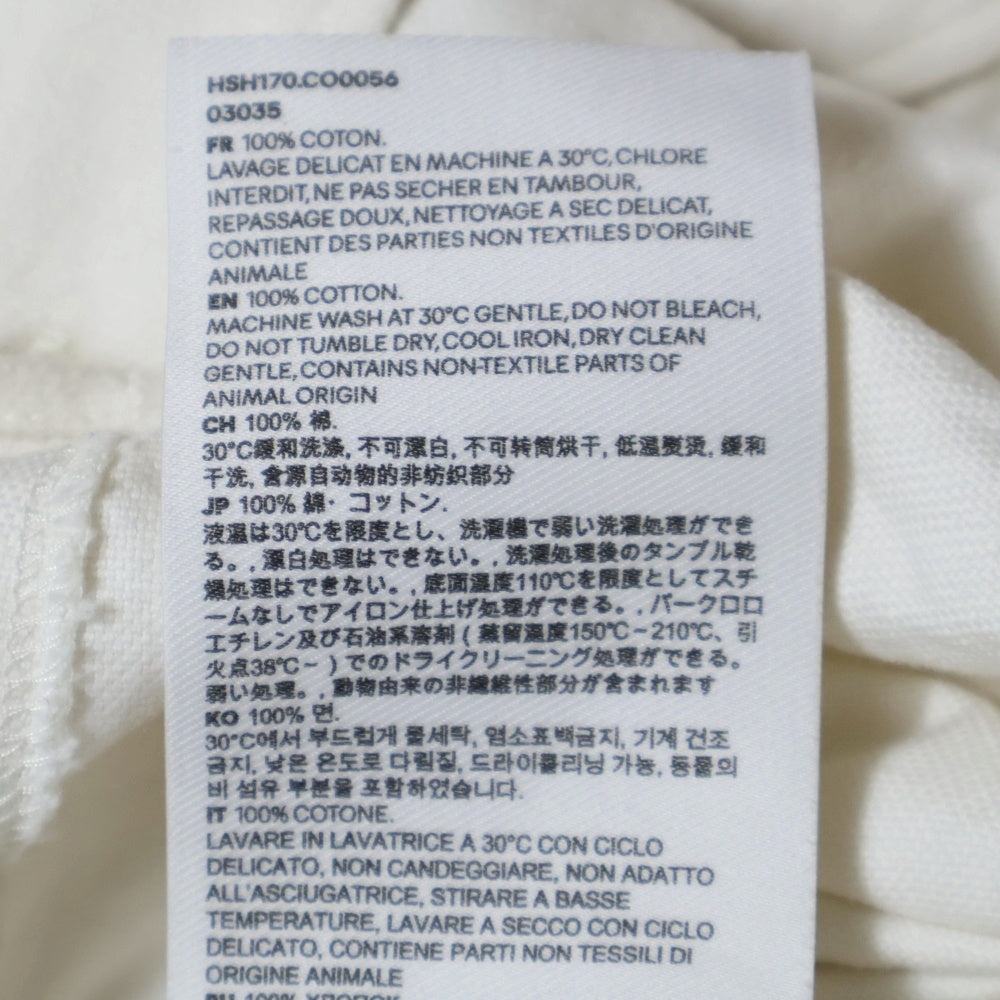 HSH170.CO0056
03035
FR 100% COTON.
LAVAGE DELICAT EN MACHINE A 30°C, CHLORE
INTERDIT, NE PAS SECHER EN TAMBOUR,
REPASSAGE DOUX, NETTOYAGE A SEC DELICAT,
CONTIENT DES PARTIES NON TEXTILES D'ORIGINE
ANIMALE
EN 100% COTTON.
MACHINE WASH AT 30°C GENTLE, DO NOT BLEACH,
DO NOT TUMBLE DRY, COOL IRON, DRY CLEAN
GENTLE, CONTAINS NON-TEXTILE PARTS OF
ANIMAL ORIGIN
CH 100% 棉.
30°C缓和洗涤, 不可漂白, 不可转筒烘干, 低温熨烫, 缓和
干洗, 含源自动物的非纺织部分
JP 100% 綿・コットン.
液温は30℃を限度とし、洗濯機で弱い洗濯処理ができ
る。, 漂白処理はできない。, 洗濯処理後のタンブル乾
燥処理はできない。, 底面温度110℃を限度としてスチ
ームなしでアイロン仕上げ処理ができる。, パークロロ
エチレン及び石油系溶剤 ( 蒸留温度150℃~210℃、引
火点38℃~ ) でのドライクリーニング処理ができる。
弱い処理。, 動物由来の非繊維性部分が含まれます
KO 100% 면.
30°C에서 부드럽게 물세탁, 염소표백금지, 기계 건조
금지, 낮은 온도로 다림질, 드라이클리닝 가능, 동물의
비 섬유 부분을 포함하였습니다.
IT 100% COTONE.
LAVARE IN LAVATRICE A 30°C CON CICLO
DELICATO, NON CANDEGGIARE, NON ADATTO
ALL'ASCIUGATRICE, STIRARE A BASSE
TEMPERATURE, LAVARE A SECCO CON CICLO
DELICATO, CONTIENE PARTI NON TESSILI DI
ORIGINE ANIMALE
RU 100% ХЛОПОК